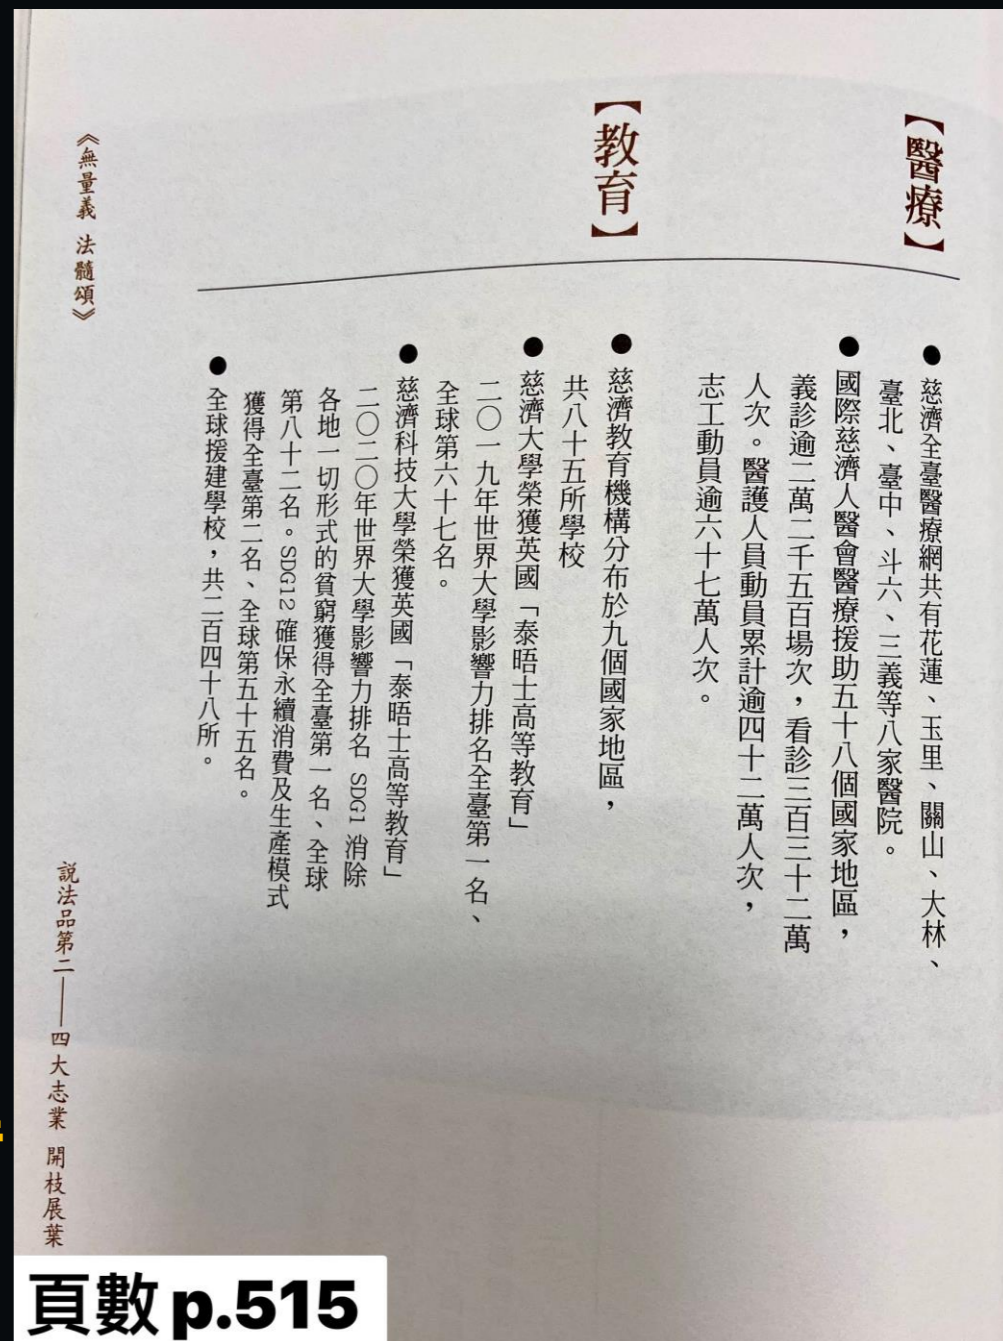 【醫療】
●慈濟全臺醫療網共有花蓮、玉里、關山、大林、
臺北、臺中、斗六、三義等八家醫院。
●國際慈濟人醫會醫療援助五十八個國家地區，
義診逾二萬二千五百場次，看診三百三十二萬
人次。醫護人員動員累計逾四十二萬人次，
志工動員逾六十七萬人次。
【教育】
●慈濟教育機構分布於九個國家地區，
共八十五所學校
●慈濟大學榮獲英國「泰晤士高等教育」
二〇一九年世界大學影響力排名全臺第一名、
全球第六十七名。
●慈濟科技大學榮獲英國「泰晤士高等教育」
二〇二〇年世界大學影響力排名 SDG1 消除
各地一切形式的貧窮獲得全臺第一名、全球
第八十二名。SDG12 確保永續消費及生產模式
獲得全臺第二名、全球第五十五名。
●全球援建學校，共二百四十八所。
《無量義 法髓頌》
説法品第二——四大志業 開枝展葉
頁數 p.515